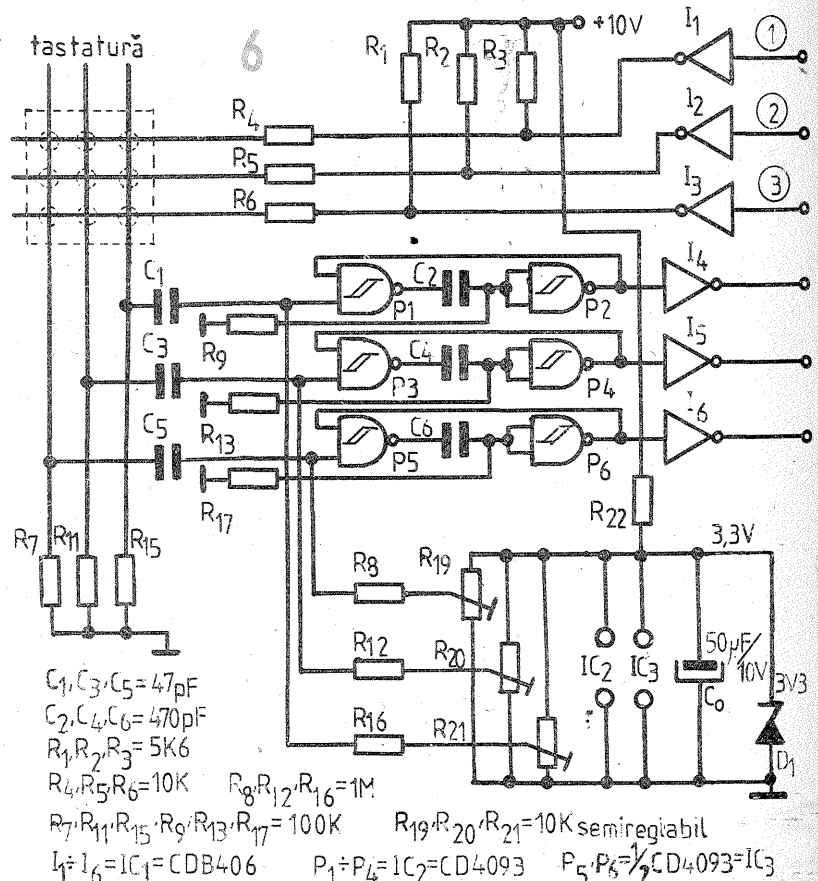 tastatură
6
R1
R2
R3
+10V
I1
1
R4
I2
2
R5
I3
3
R6
C1
C2
I4
P1
P2
R9
C3
C4
I5
P3
P4
R13
C5
C6
I6
P5
P6
R17
R22
R7
R11
R15
3,3V
R8
R19
R12
R20
IC2
IC3
50µF/10V
C0
3V3
R16
R21
D1
C1,C3,C5=47pF
C2,C4,C6=470pF
R1,R2,R3=5K6
R4,R5,R6=10K R8,R12,R16=1M
R7,R11,R15,R9,R13,R17=100K R19,R20,R21=10K semireglabil
I1÷I6=IC1=CDB406 P1÷P4=IC2=CD4093 P5,P6=1/2CD4093=IC3